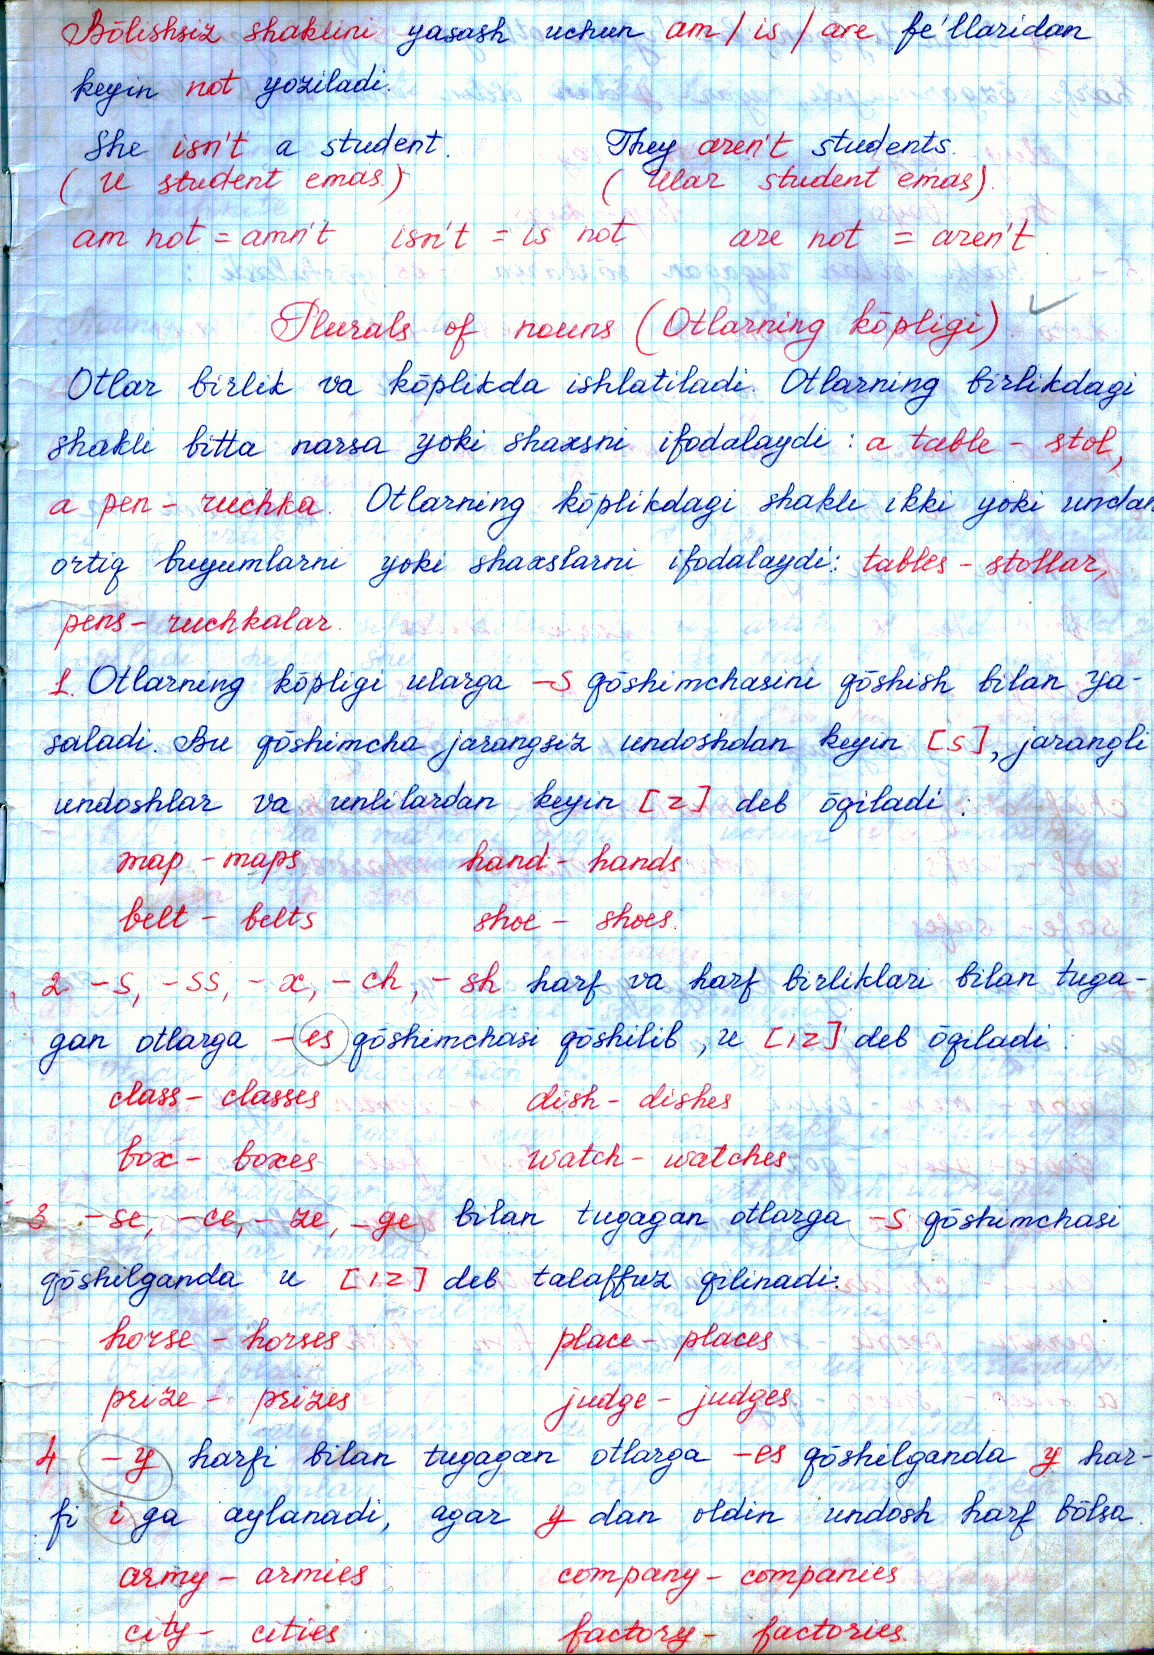 Bōlishsiz shaklini yasash uchun am / is / are fe'llaridan
keyin not yoziladi.
She isn't a student. They aren't students.
( U student emas.) ( Ular student emas).
am not = amn't isn't = is not are not = aren't
Plurals of nouns (Otlarning kōpligi)
Otlar birlik va kōplikda ishlatiladi. Otlarning birlikdagi
shakli bitta narsa yoki shaxsni ifodalaydi : a table - stol,
a pen - ruchka. Otlarning kōplikdagi shakli ikki yoki undan
ortiq buyumlarni yoki shaxslarni ifodalaydi: tables - stollar,
pens - ruchkalar.
1. Otlarning kōpligi ularga -s qōshimchasini qōshish bilan ya-
saladi. Bu qōshimcha jarangsiz undoshdan keyin [s], jarangli
undoshlar va unlilardan keyin [z] deb ōqiladi :
map - maps hand - hands
belt - belts shoe - shoes.
2 -s, -ss, -x, -ch, -sh harf va harf birliklari bilan tuga-
gan otlarga -es qōshimchasi qōshilib, u [iz] deb ōqiladi :
class - classes dish - dishes
box - boxes watch - watches
3 -se, -ce, -ze, -ge bilan tugagan otlarga -s qōshimchasi
qōshilganda u [iz] deb talaffuz qilinadi:
horse - horses place - places
prize - prizes judge - judges
4. -y harfi bilan tugagan otlarga -es qōshilganda y har-
fi i ga aylanadi, agar y dan oldin undosh harf bōlsa.
army - armies company - companies
city - cities factory - factories.